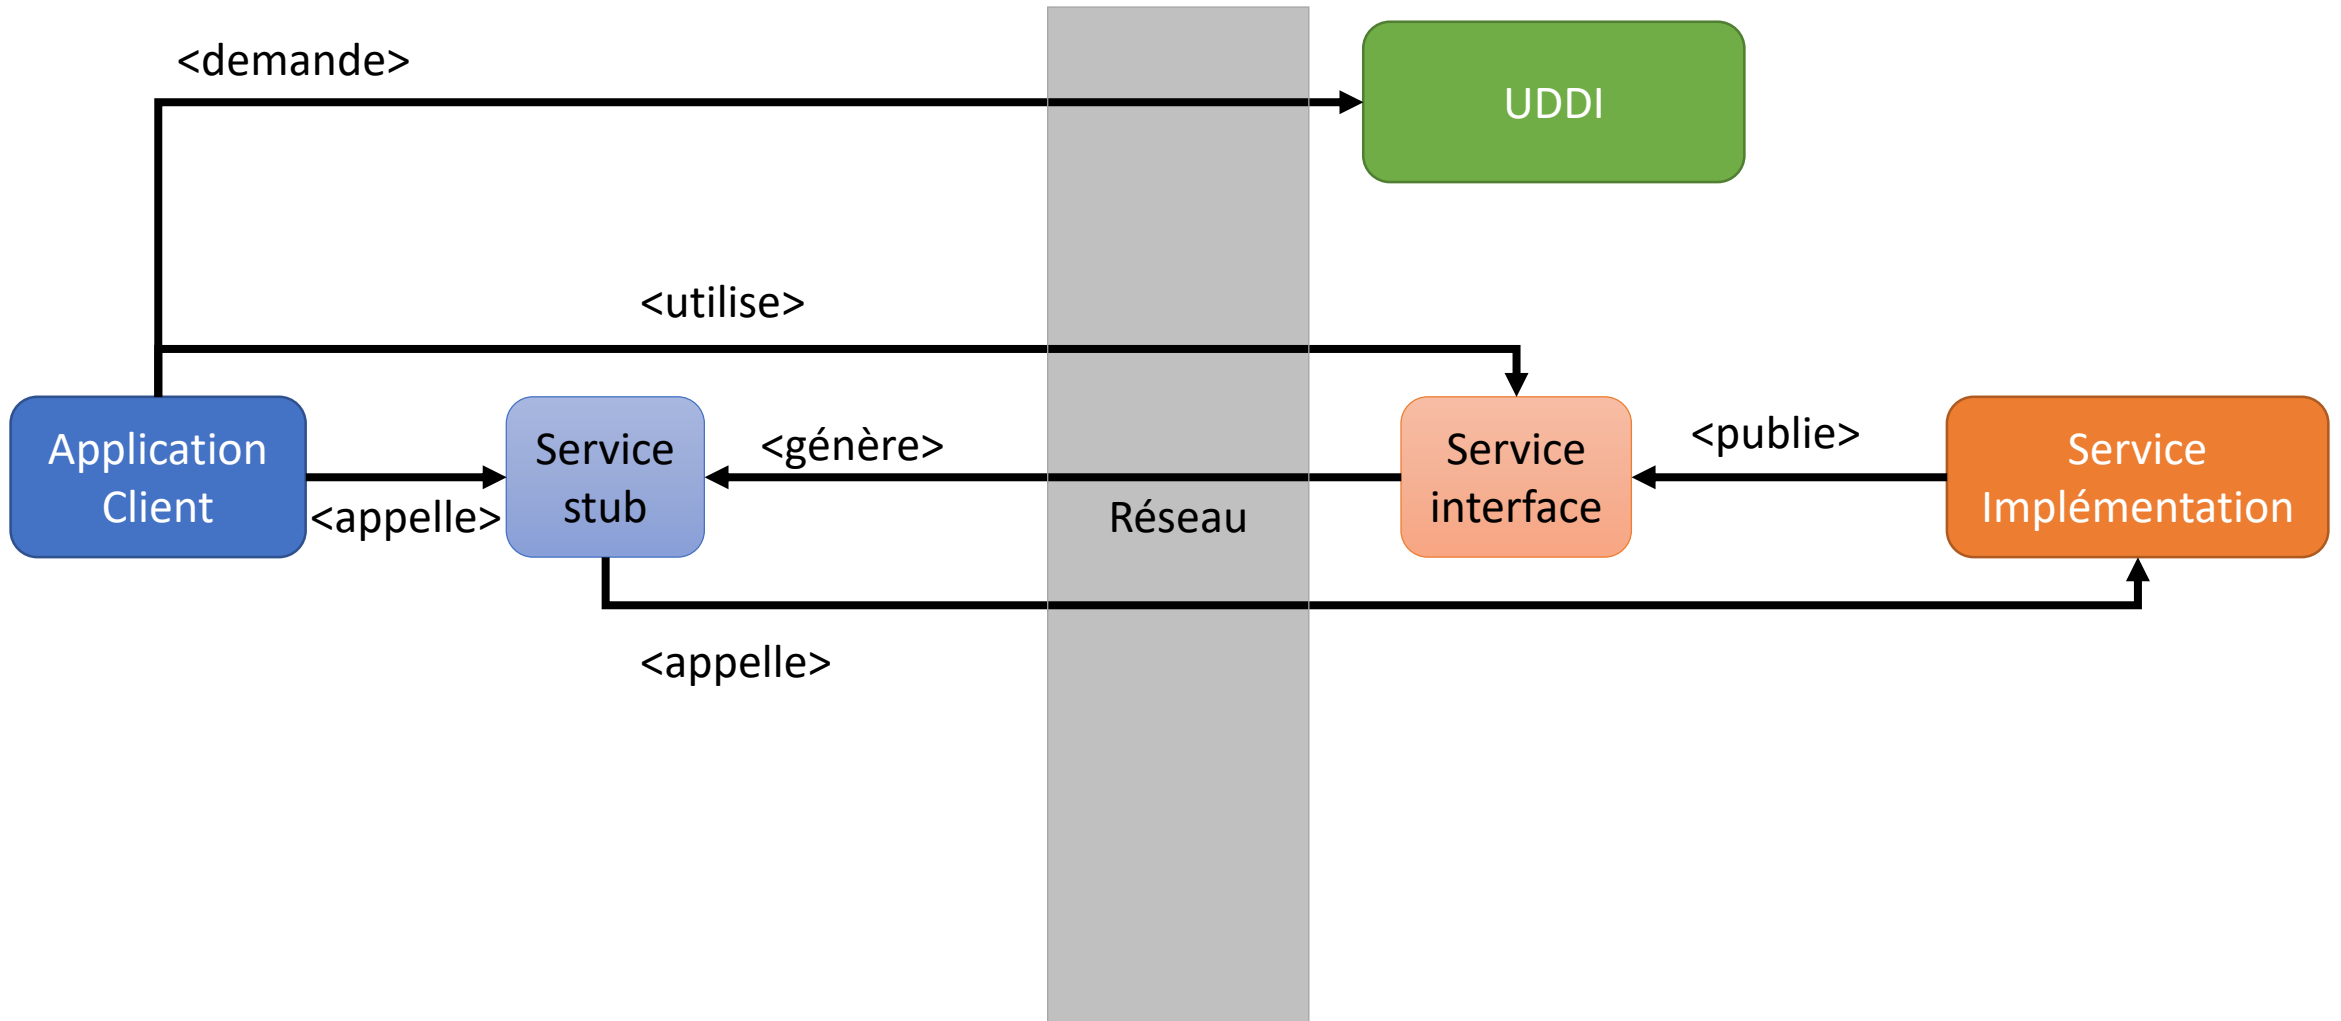 <demande>
UDDI
<utilise>
Application
Client
<appelle>
Service
stub
<génère>
Réseau
Service
interface
<publie>
Service
Implémentation
<appelle>